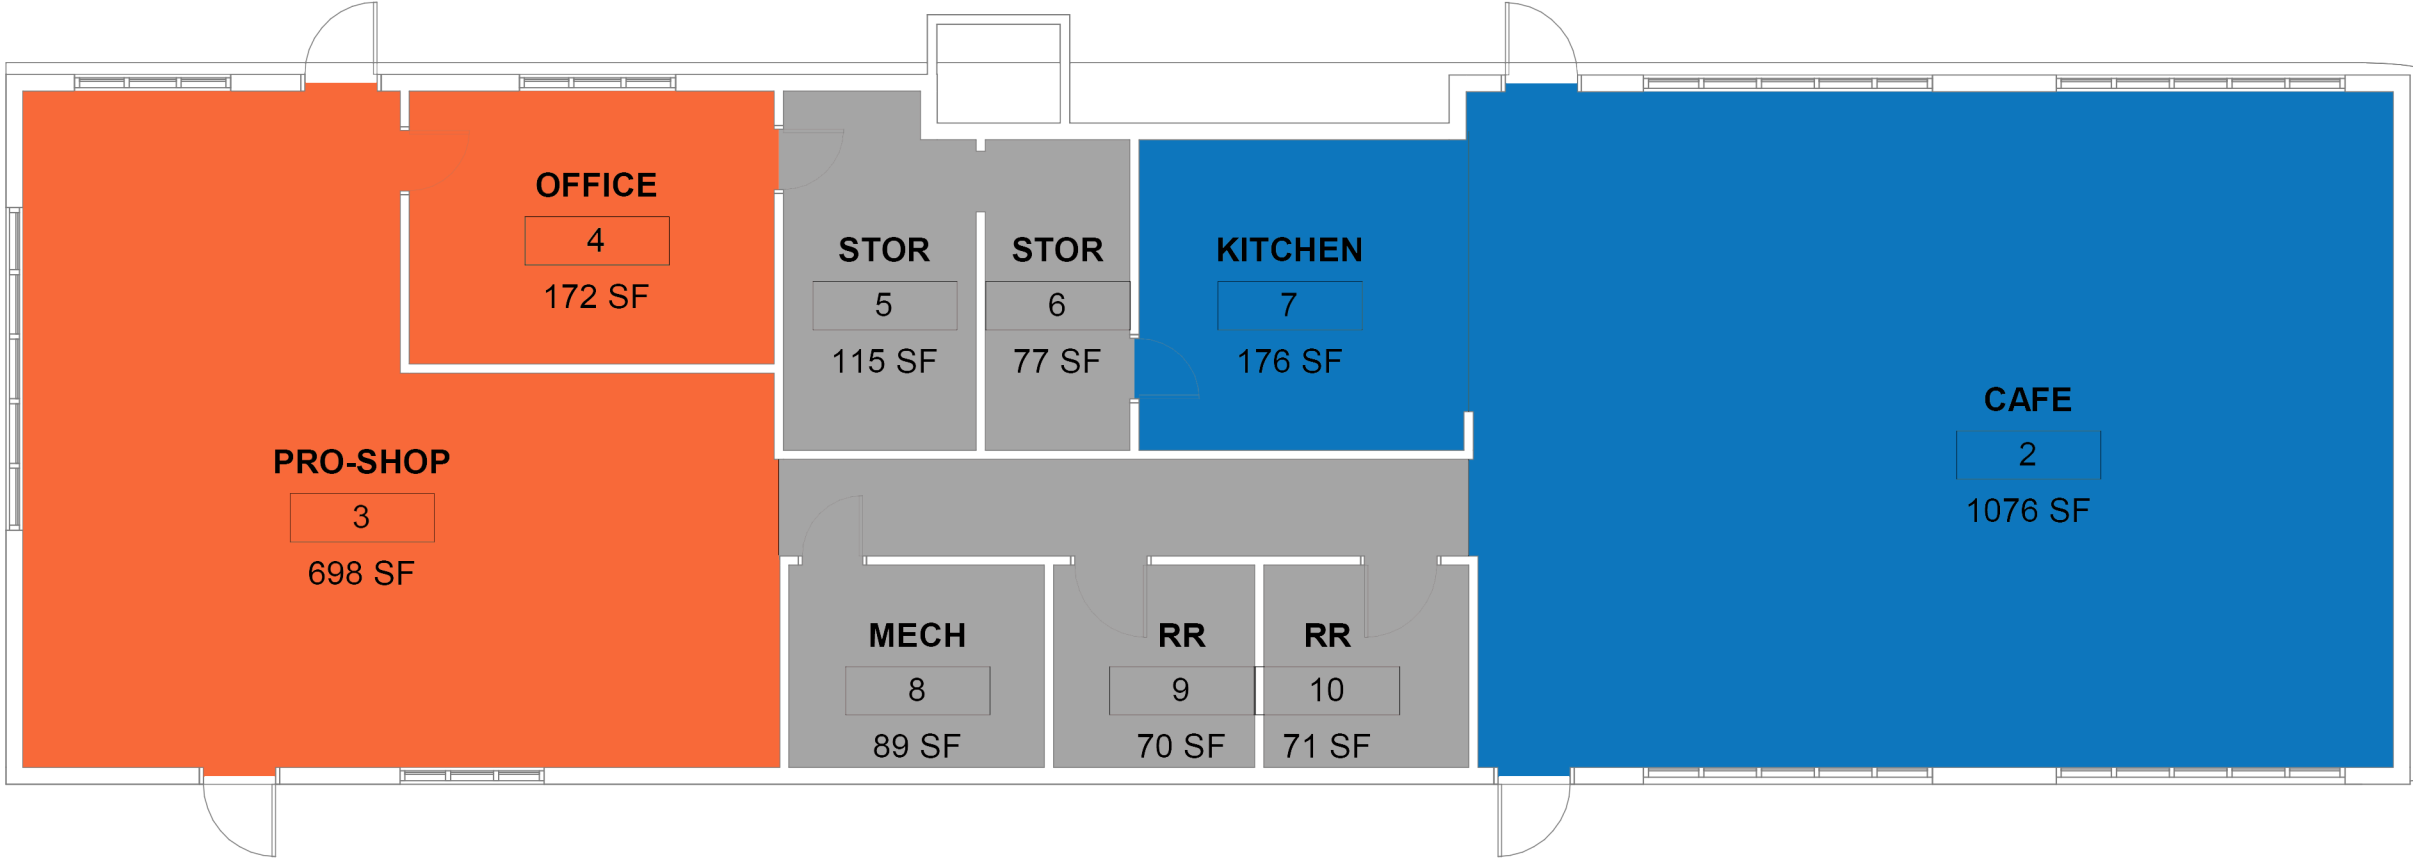 OFFICE
4
172 SF
STOR
5
115 SF
STOR
6
77 SF
KITCHEN
7
176 SF
CAFE
2
1076 SF
PRO-SHOP
3
698 SF
MECH
8
89 SF
RR
9
70 SF
RR
10
71 SF